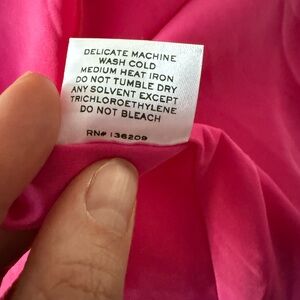 DELICATE MACHINE
WASH COLD
MEDIUM HEAT IRON
DO NOT TUMBLE DRY
ANY SOLVENT EXCEPT
TRICHLOROETHYLENE
DO NOT BLEACH
RN# 136209